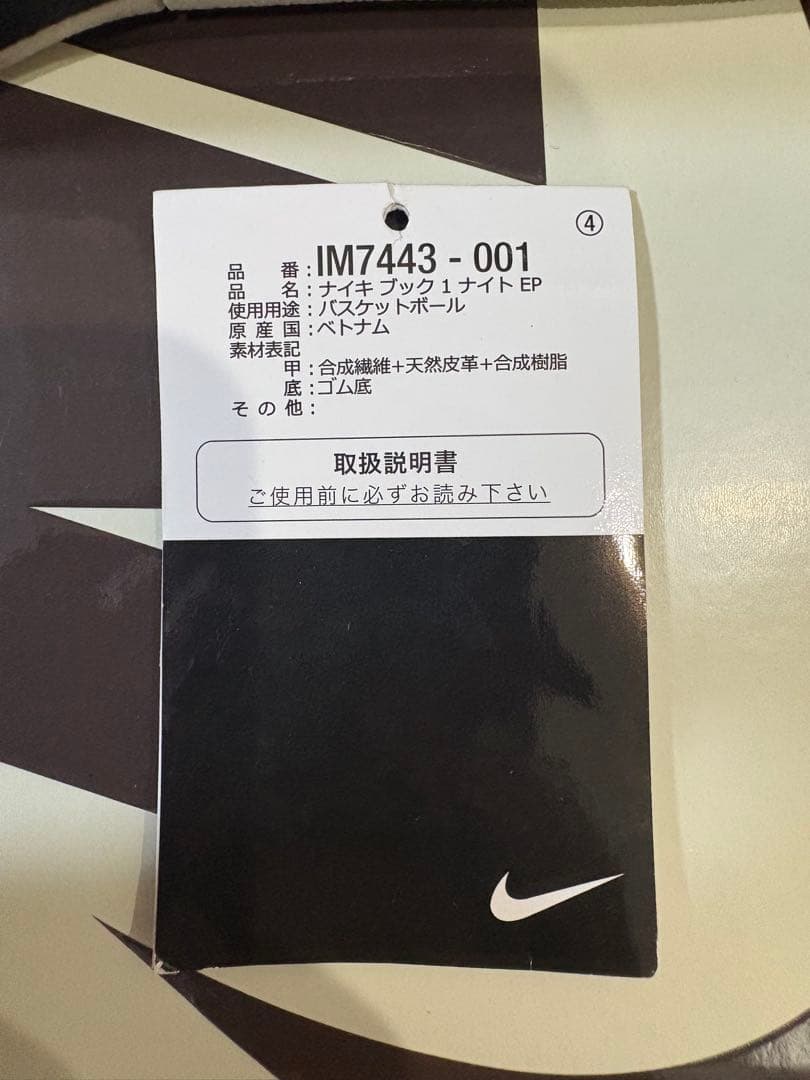 ④
品番:IM7443-001
品名:ナイキ ブック 1 ナイト EP
使用用途:バスケットボール
原産国:ベトナム
素材表記
甲:合成繊維+天然皮革+合成樹脂
底:ゴム底
その他:
取扱説明書
ご使用前に必ずお読み下さい